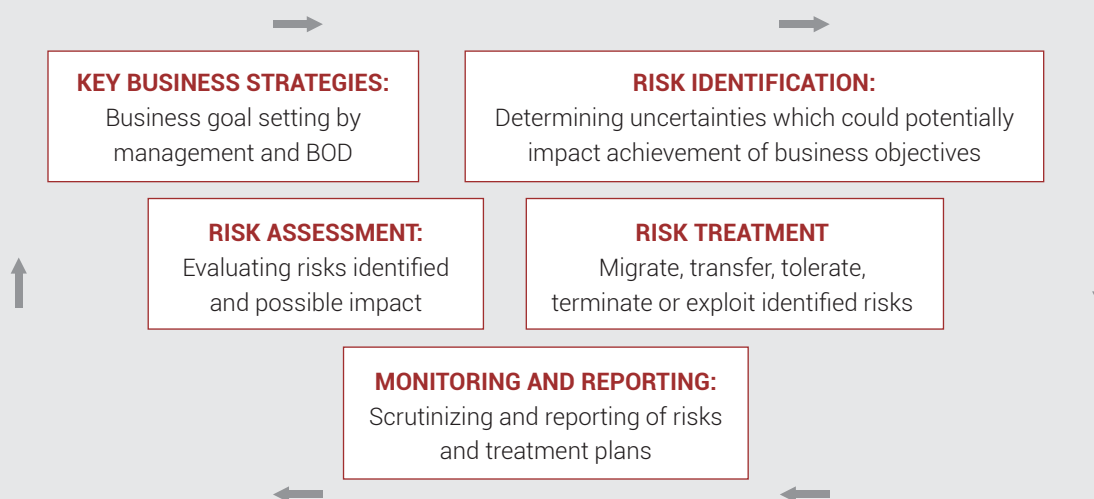 KEY BUSINESS STRATEGIES:
Business goal setting by
management and BOD
RISK IDENTIFICATION:
Determining uncertainties which could potentially
impact achievement of business objectives
RISK ASSESSMENT:
Evaluating risks identified
and possible impact
RISK TREATMENT
Migrate, transfer, tolerate,
terminate or exploit identified risks
MONITORING AND REPORTING:
Scrutinizing and reporting of risks
and treatment plans